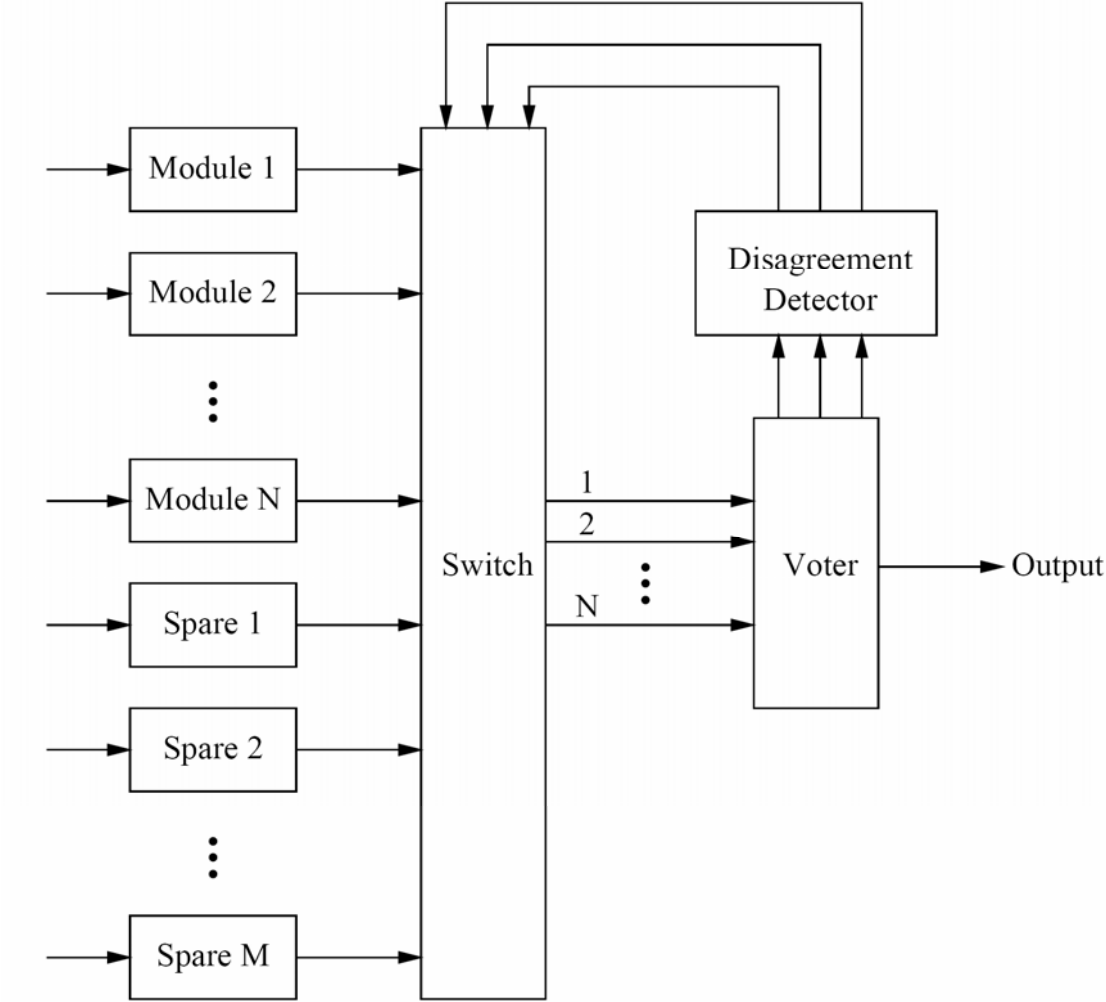 Module 1
Module 2
Module N
Spare 1
Spare 2
Spare M
Switch
1
2
N
Disagreement
Detector
Voter
Output